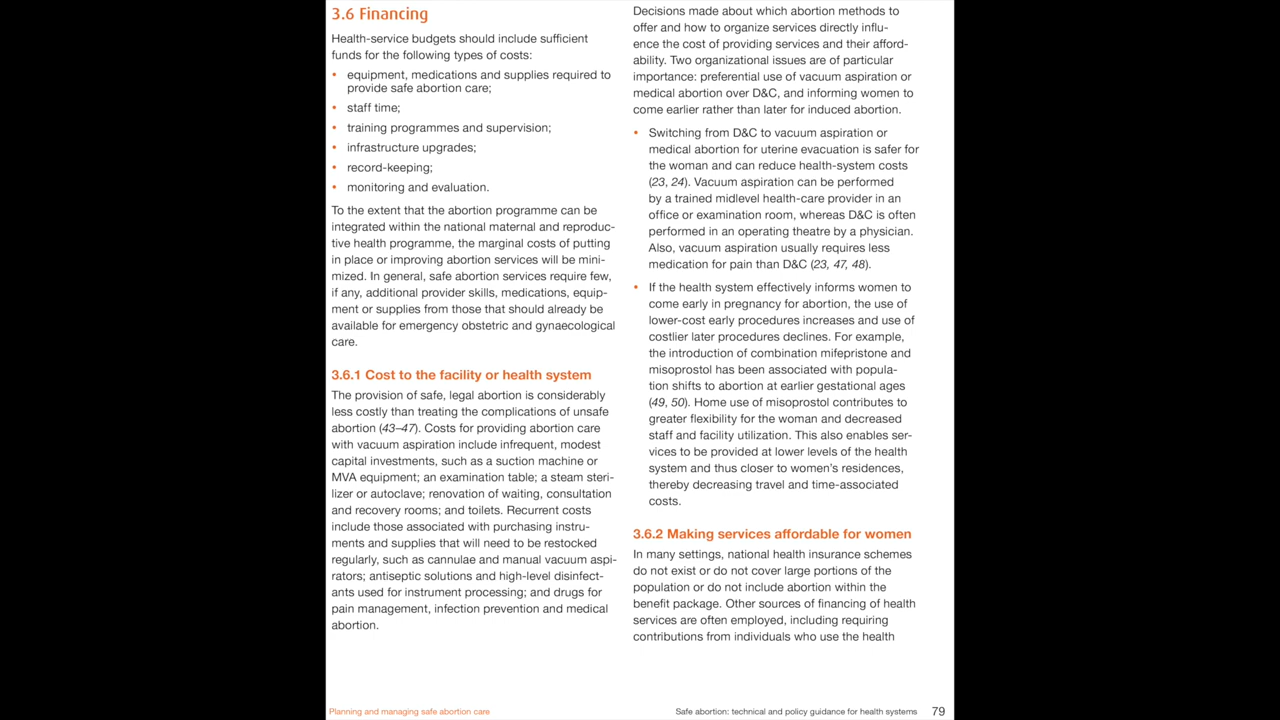 3.6 Financing
Health-service budgets should include sufficient
funds for the following types of costs:
• equipment, medications and supplies required to
provide safe abortion care;
• staff time;
• training programmes and supervision;
• infrastructure upgrades;
• record-keeping;
• monitoring and evaluation.
To the extent that the abortion programme can be
integrated within the national maternal and reproduc-
tive health programme, the marginal costs of putting
in place or improving abortion services will be mini-
mized. In general, safe abortion services require few,
if any, additional provider skills, medications, equip-
ment or supplies from those that should already be
available for emergency obstetric and gynaecological
care.
3.6.1 Cost to the facility or health system
The provision of safe, legal abortion is considerably
less costly than treating the complications of unsafe
abortion (43–47). Costs for providing abortion care
with vacuum aspiration include infrequent, modest
capital investments, such as a suction machine or
MVA equipment; an examination table; a steam steri-
lizer or autoclave; renovation of waiting, consultation
and recovery rooms; and toilets. Recurrent costs
include those associated with purchasing instru-
ments and supplies that will need to be restocked
regularly, such as cannulae and manual vacuum aspi-
rators; antiseptic solutions and high-level disinfect-
ants used for instrument processing; and drugs for
pain management, infection prevention and medical
abortion.
Decisions made about which abortion methods to
offer and how to organize services directly influ-
ence the cost of providing services and their afford-
ability. Two organizational issues are of particular
importance: preferential use of vacuum aspiration or
medical abortion over D&C, and informing women to
come earlier rather than later for induced abortion.
• Switching from D&C to vacuum aspiration or
medical abortion for uterine evacuation is safer for
the woman and can reduce health-system costs
(23, 24). Vacuum aspiration can be performed
by a trained midlevel health-care provider in an
office or examination room, whereas D&C is often
performed in an operating theatre by a physician.
Also, vacuum aspiration usually requires less
medication for pain than D&C (23, 47, 48).
• If the health system effectively informs women to
come early in pregnancy for abortion, the use of
lower-cost early procedures increases and use of
costlier later procedures declines. For example,
the introduction of combination mifepristone and
misoprostol has been associated with popula-
tion shifts to abortion at earlier gestational ages
(49, 50). Home use of misoprostol contributes to
greater flexibility for the woman and decreased
staff and facility utilization. This also enables ser-
vices to be provided at lower levels of the health
system and thus closer to women's residences,
thereby decreasing travel and time-associated
costs.
3.6.2 Making services affordable for women
In many settings, national health insurance schemes
do not exist or do not cover large portions of the
population or do not include abortion within the
benefit package. Other sources of financing of health
services are often employed, including requiring
contributions from individuals who use the health
Planning and managing safe abortion care
Safe abortion: technical and policy guidance for health systems 79